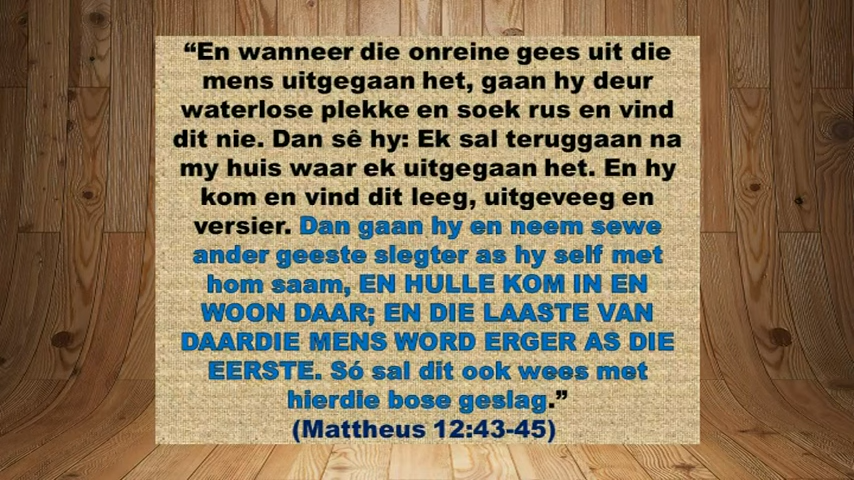 “En wanneer die onreine gees uit die
mens uitgegaan het, gaan hy deur
waterlose plekke en soek rus en vind
dit nie. Dan sê hy: Ek sal teruggaan na
my huis waar ek uitgegaan het. En hy
kom en vind dit leeg, uitgeveeg en
versier. Dan gaan hy en neem sewe
ander geeste slegter as hy self met
hom saam, EN HULLE KOM IN EN
WOON DAAR; EN DIE LAASTE VAN
DAARDIE MENS WORD ERGER AS DIE
EERSTE. Só sal dit ook wees met
hierdie bose geslag.”
(Mattheus 12:43-45)